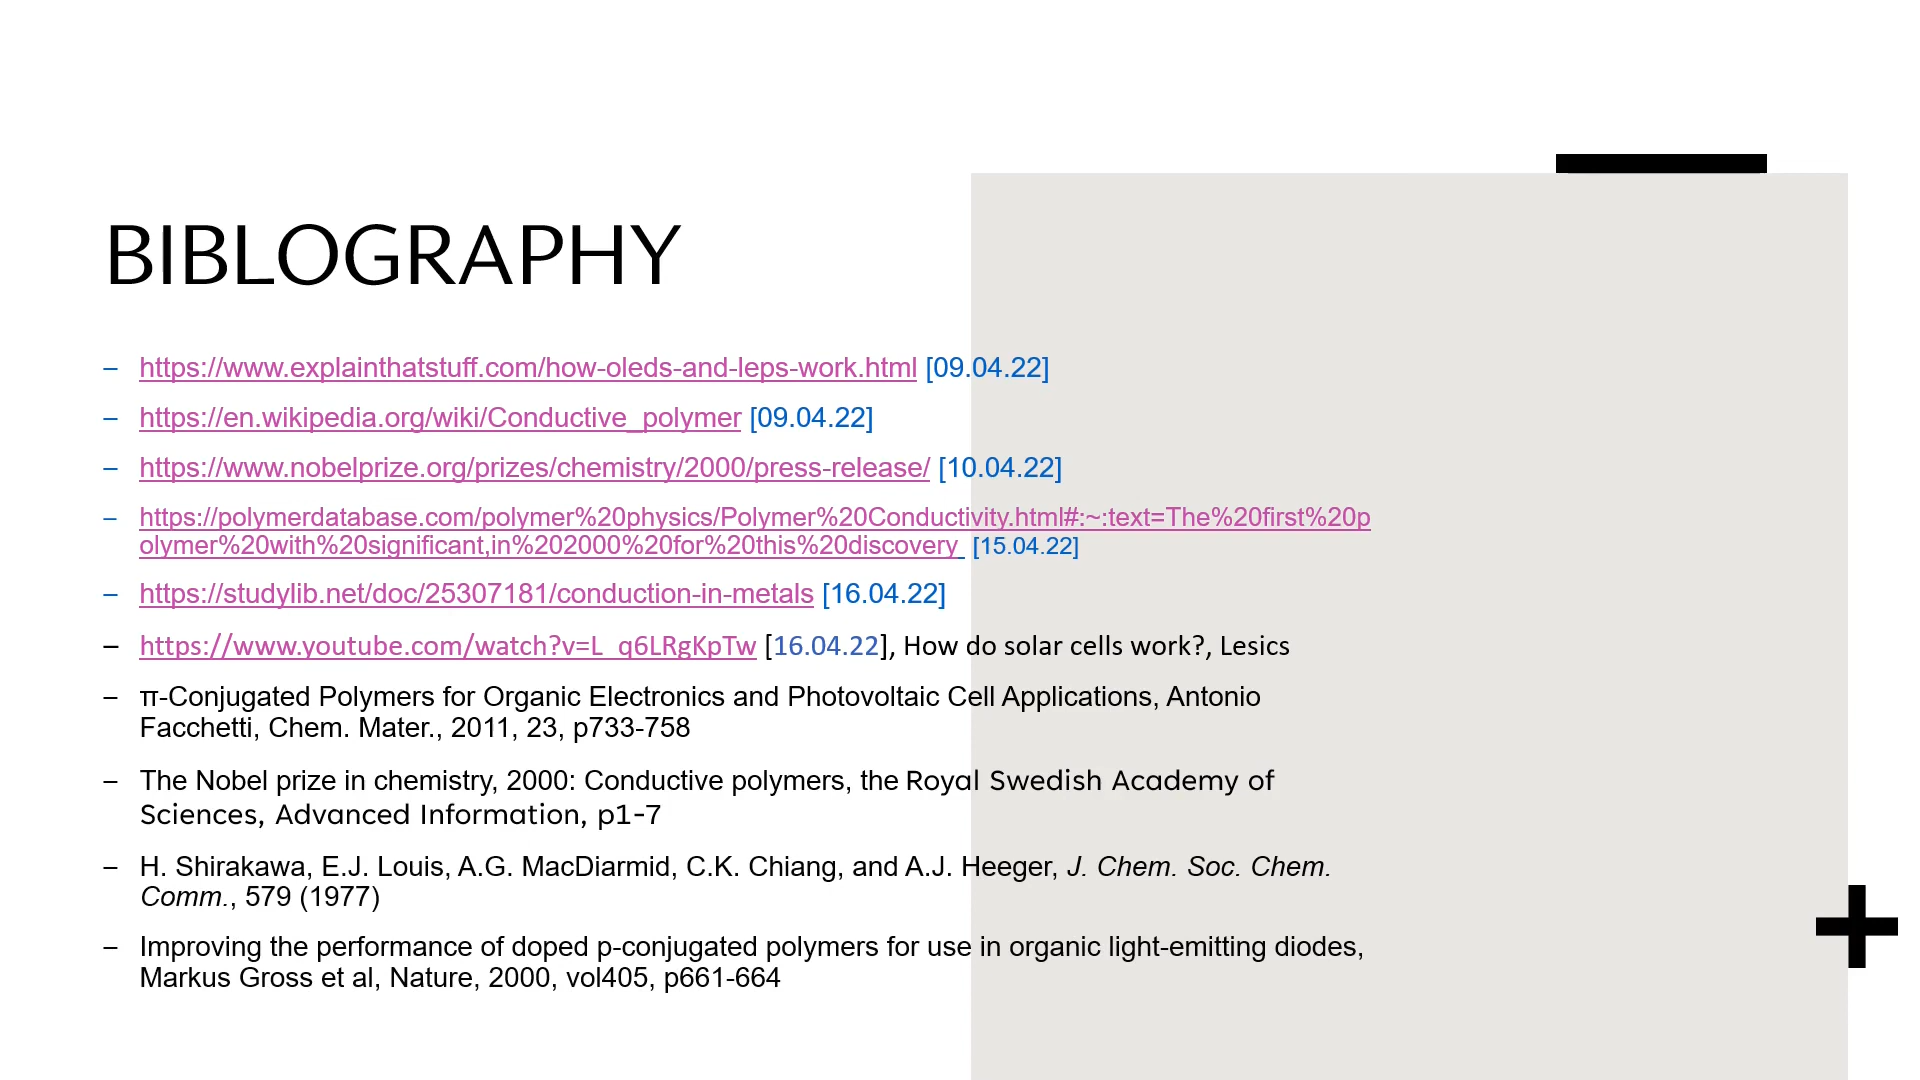 BIBLOGRAPHY
– https://www.explainthatstuff.com/how-oleds-and-leps-work.html [09.04.22]
– https://en.wikipedia.org/wiki/Conductive_polymer [09.04.22]
– https://www.nobelprize.org/prizes/chemistry/2000/press-release/ [10.04.22]
– https://polymerdatabase.com/polymer%20physics/Polymer%20Conductivity.html#:~:text=The%20first%20p
olymer%20with%20significant,in%202000%20for%20this%20discovery [15.04.22]
– https://studylib.net/doc/25307181/conduction-in-metals [16.04.22]
– https://www.youtube.com/watch?v=L_q6LRgKpTw [16.04.22], How do solar cells work?, Lesics
– π-Conjugated Polymers for Organic Electronics and Photovoltaic Cell Applications, Antonio
Facchetti, Chem. Mater., 2011, 23, p733-758
– The Nobel prize in chemistry, 2000: Conductive polymers, the Royal Swedish Academy of
Sciences, Advanced Information, p1-7
– H. Shirakawa, E.J. Louis, A.G. MacDiarmid, C.K. Chiang, and A.J. Heeger, J. Chem. Soc. Chem.
Comm., 579 (1977)
– Improving the performance of doped p-conjugated polymers for use in organic light-emitting diodes,
Markus Gross et al, Nature, 2000, vol405, p661-664